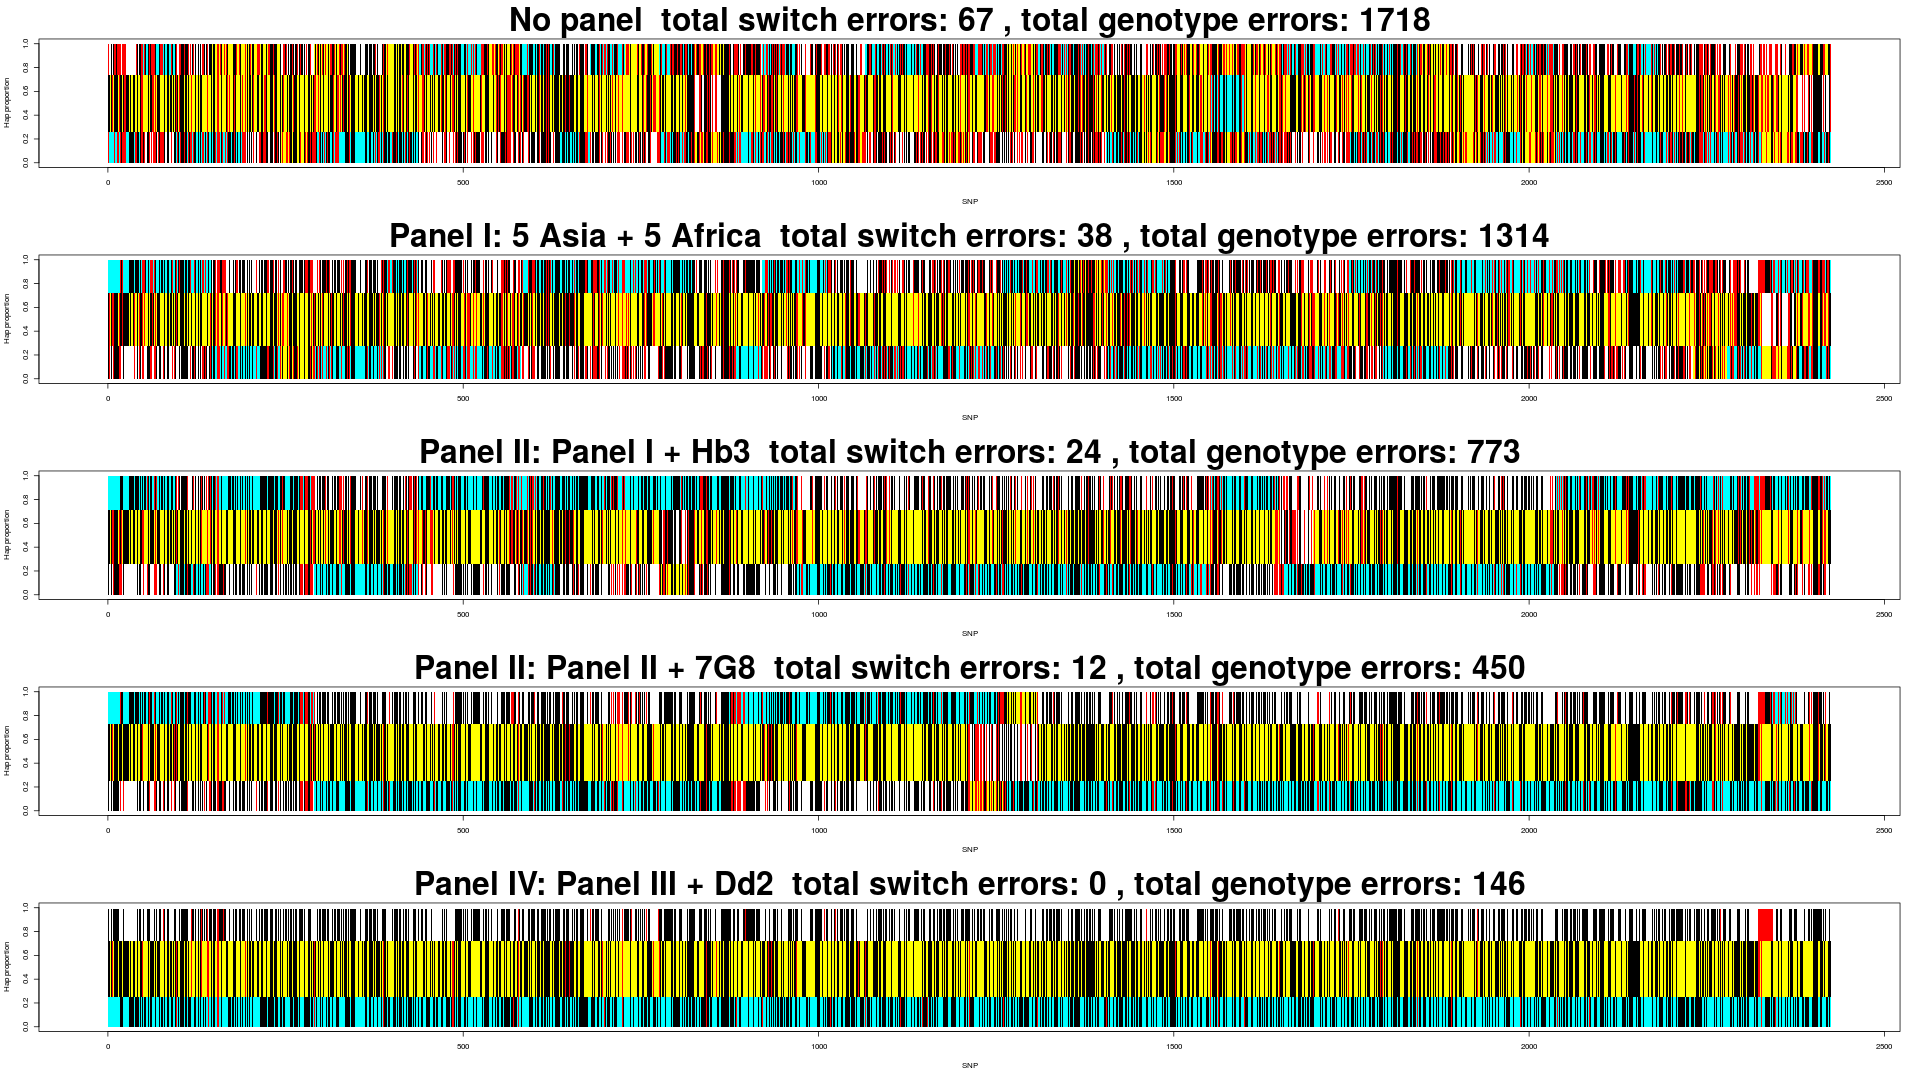 No panel  total switch errors: 67 , total genotype errors: 1718
Hap proportion
0.0 0.2 0.4 0.6 0.8 1.0
0 500 1000 1500 2000 2500
SNP
Panel I: 5 Asia + 5 Africa  total switch errors: 38 , total genotype errors: 1314
Hap proportion
0.0 0.2 0.4 0.6 0.8 1.0
0 500 1000 1500 2000 2500
SNP
Panel II: Panel I + Hb3  total switch errors: 24 , total genotype errors: 773
Hap proportion
0.0 0.2 0.4 0.6 0.8 1.0
0 500 1000 1500 2000 2500
SNP
Panel II: Panel II + 7G8  total switch errors: 12 , total genotype errors: 450
Hap proportion
0.0 0.2 0.4 0.6 0.8 1.0
0 500 1000 1500 2000 2500
SNP
Panel IV: Panel III + Dd2  total switch errors: 0 , total genotype errors: 146
Hap proportion
0.0 0.2 0.4 0.6 0.8 1.0
0 500 1000 1500 2000 2500
SNP